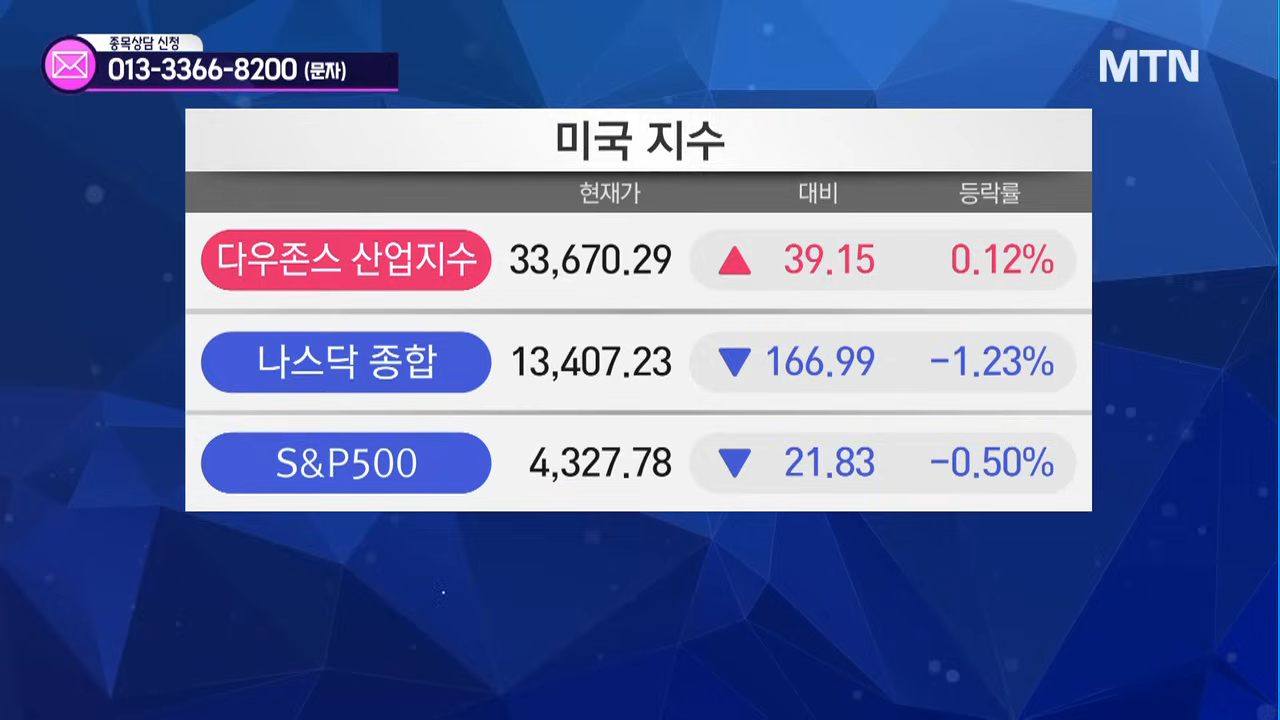 종목상담 신청
013-3366-8200 (문자)
MTN
미국 지수
현재가 대비 등락률
다우존스 산업지수 33,670.29 ▲ 39.15 0.12%
나스닥 종합 13,407.23 ▼ 166.99 -1.23%
S&P500 4,327.78 ▼ 21.83 -0.50%